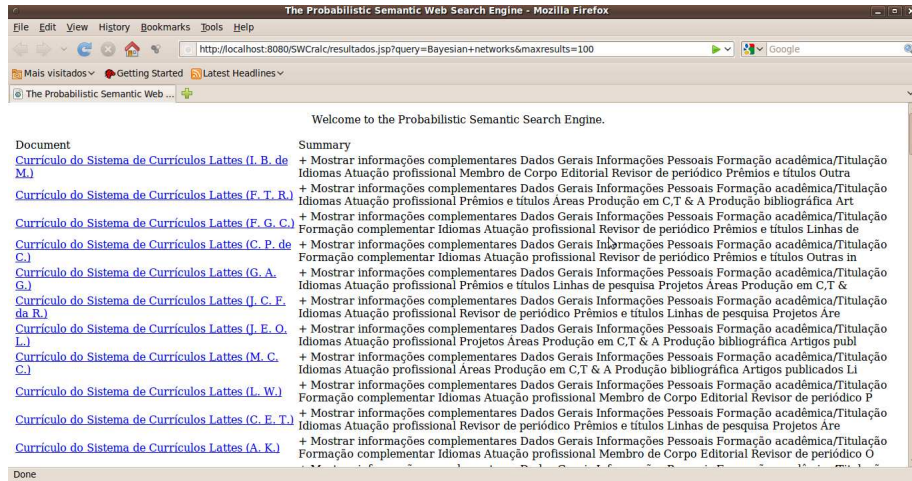 The Probabilistic Semantic Web Search Engine - Mozilla Firefox
File Edit View History Bookmarks Tools Help
http://localhost:8080/SWCralc/resultados.jsp?query=Bayesian+networks&maxresults=100
Google
Mais visitados
Getting Started
Latest Headlines
The Probabilistic Semantic Web ...
Welcome to the Probabilistic Semantic Search Engine.
Document Summary
Currículo do Sistema de Currículos Lattes (I. B. de M.)
+ Mostrar informações complementares Dados Gerais Informações Pessoais Formação acadêmica/Titulação
Idiomas Atuação profissional Membro de Corpo Editorial Revisor de periódico Prêmios e títulos Outra
Currículo do Sistema de Currículos Lattes (F. T. R.)
+ Mostrar informações complementares Dados Gerais Informações Pessoais Formação acadêmica/Titulação
Idiomas Atuação profissional Prêmios e títulos Áreas Produção em C,T & A Produção bibliográfica Art
Currículo do Sistema de Currículos Lattes (F. G. C.)
+ Mostrar informações complementares Dados Gerais Informações Pessoais Formação acadêmica/Titulação
Formação complementar Idiomas Atuação profissional Revisor de periódico Prêmios e títulos Linhas de
Currículo do Sistema de Currículos Lattes (C. P. de C.)
+ Mostrar informações complementares Dados Gerais Informações Pessoais Formação acadêmica/Titulação
Formação complementar Idiomas Atuação profissional Revisor de periódico Prêmios e títulos Outras in
Currículo do Sistema de Currículos Lattes (G. A. G.)
+ Mostrar informações complementares Dados Gerais Informações Pessoais Formação acadêmica/Titulação
Idiomas Atuação profissional Prêmios e títulos Linhas de pesquisa Projetos Áreas Produção em C,T &
Currículo do Sistema de Currículos Lattes (J. C. F. da R.)
+ Mostrar informações complementares Dados Gerais Informações Pessoais Formação acadêmica/Titulação
Idiomas Atuação profissional Revisor de periódico Prêmios e títulos Linhas de pesquisa Projetos Áre
Currículo do Sistema de Currículos Lattes (J. E. O. L.)
+ Mostrar informações complementares Dados Gerais Informações Pessoais Formação acadêmica/Titulação
Idiomas Atuação profissional Projetos Áreas Produção em C,T & A Produção bibliográfica Artigos publ
Currículo do Sistema de Currículos Lattes (M. C. C.)
+ Mostrar informações complementares Dados Gerais Informações Pessoais Formação acadêmica/Titulação
Idiomas Atuação profissional Áreas Produção em C,T & A Produção bibliográfica Artigos publicados Li
Currículo do Sistema de Currículos Lattes (L. W.)
+ Mostrar informações complementares Dados Gerais Informações Pessoais Formação acadêmica/Titulação
Formação complementar Idiomas Atuação profissional Membro de Corpo Editorial Revisor de periódico P
Currículo do Sistema de Currículos Lattes (C. E. T.)
+ Mostrar informações complementares Dados Gerais Informações Pessoais Formação acadêmica/Titulação
Idiomas Atuação profissional Revisor de periódico Prêmios e títulos Linhas de pesquisa Projetos Áre
Currículo do Sistema de Currículos Lattes (A. K.)
+ Mostrar informações complementares Dados Gerais Informações Pessoais Formação acadêmica/Titulação
Formação complementar Idiomas Atuação profissional Membro de Corpo Editorial Revisor de periódico O
Done